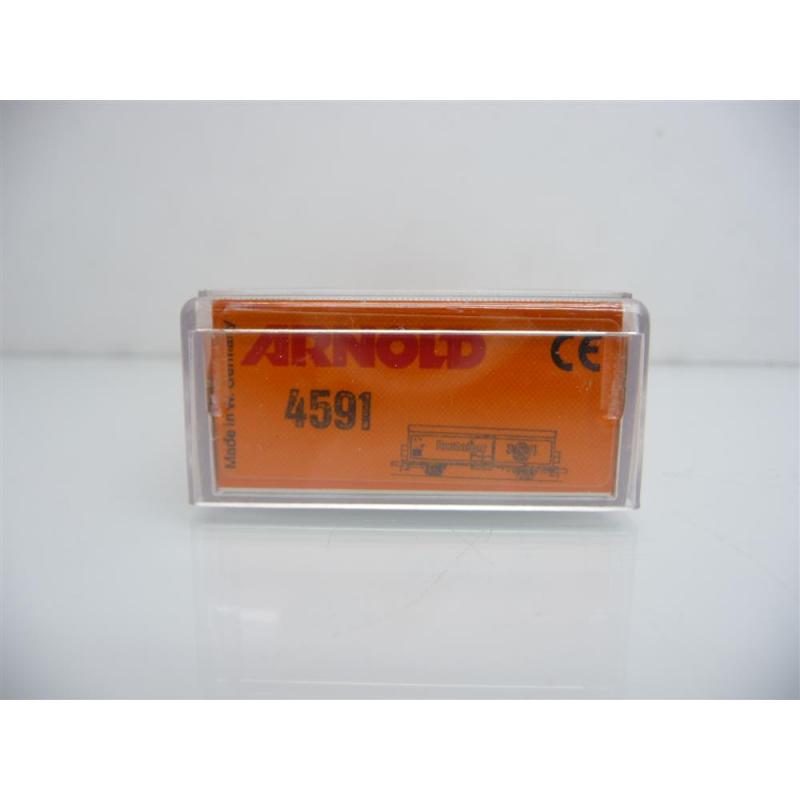 ARNOLD
CE
4591
Made in W. Germany